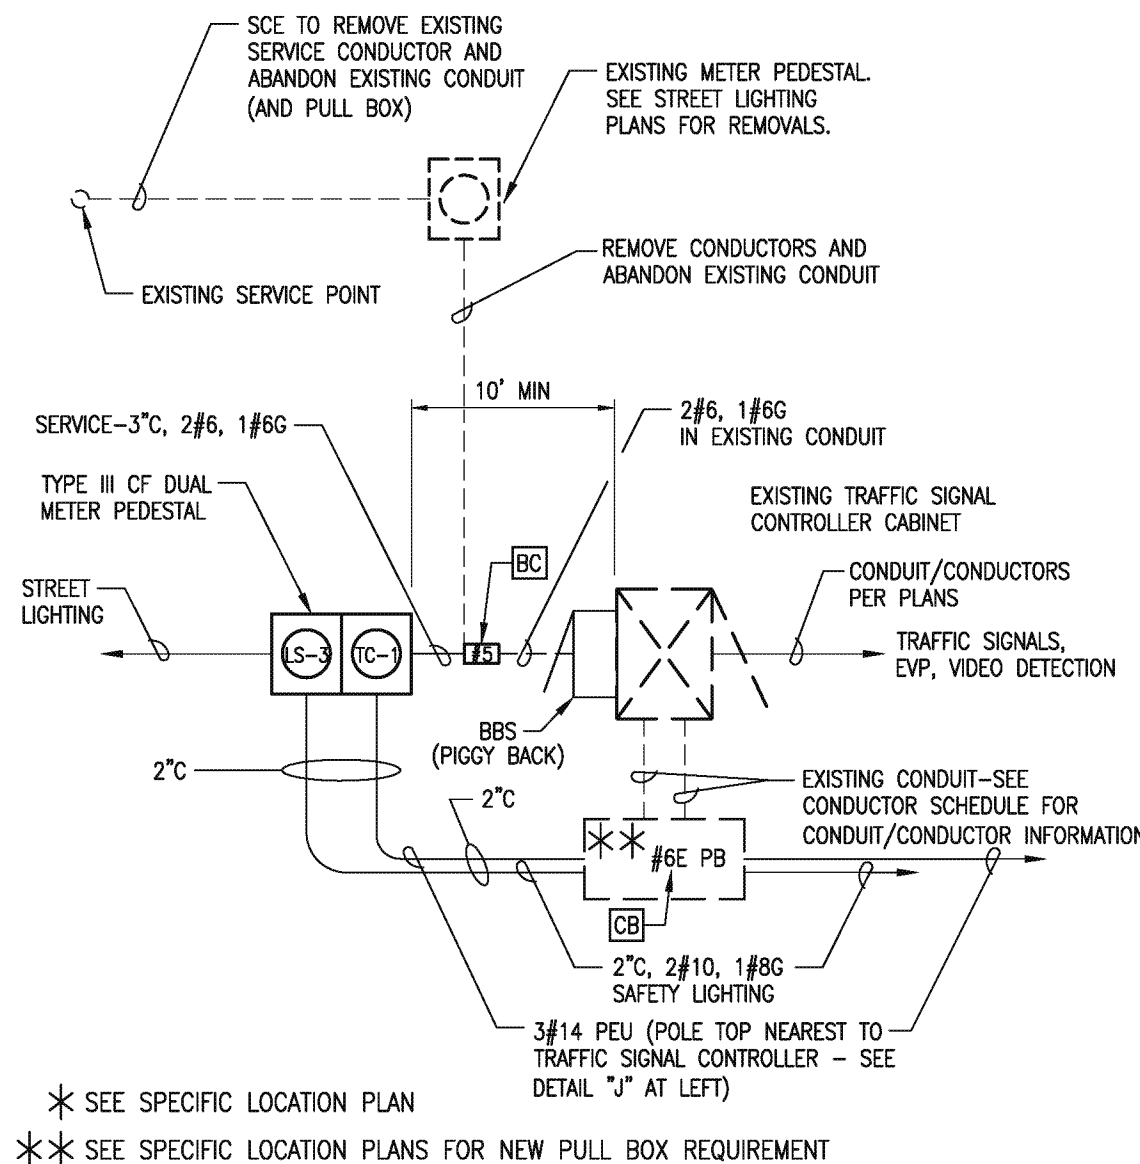 SCE TO REMOVE EXISTING
SERVICE CONDUCTOR AND
ABANDON EXISTING CONDUIT
(AND PULL BOX)
EXISTING METER PEDESTAL.
SEE STREET LIGHTING
PLANS FOR REMOVALS.
REMOVE CONDUCTORS AND
ABANDON EXISTING CONDUIT
EXISTING SERVICE POINT
10' MIN
SERVICE-3"C, 2#6, 1#6G
2#6, 1#6G
IN EXISTING CONDUIT
TYPE III CF DUAL
METER PEDESTAL
EXISTING TRAFFIC SIGNAL
CONTROLLER CABINET
BC
STREET
LIGHTING
CONDUIT/CONDUCTORS
PER PLANS
LS-3
TC-1
#5
TRAFFIC SIGNALS,
EVP, VIDEO DETECTION
BBS
(PIGGY BACK)
2"C
2"C
EXISTING CONDUIT-SEE
CONDUCTOR SCHEDULE FOR
CONDUIT/CONDUCTOR INFORMATION
** #6E PB
CB
2"C, 2#10, 1#8G
SAFETY LIGHTING
3#14 PEU (POLE TOP NEAREST TO
TRAFFIC SIGNAL CONTROLLER - SEE
DETAIL "J" AT LEFT)
* SEE SPECIFIC LOCATION PLAN
** SEE SPECIFIC LOCATION PLANS FOR NEW PULL BOX REQUIREMENT